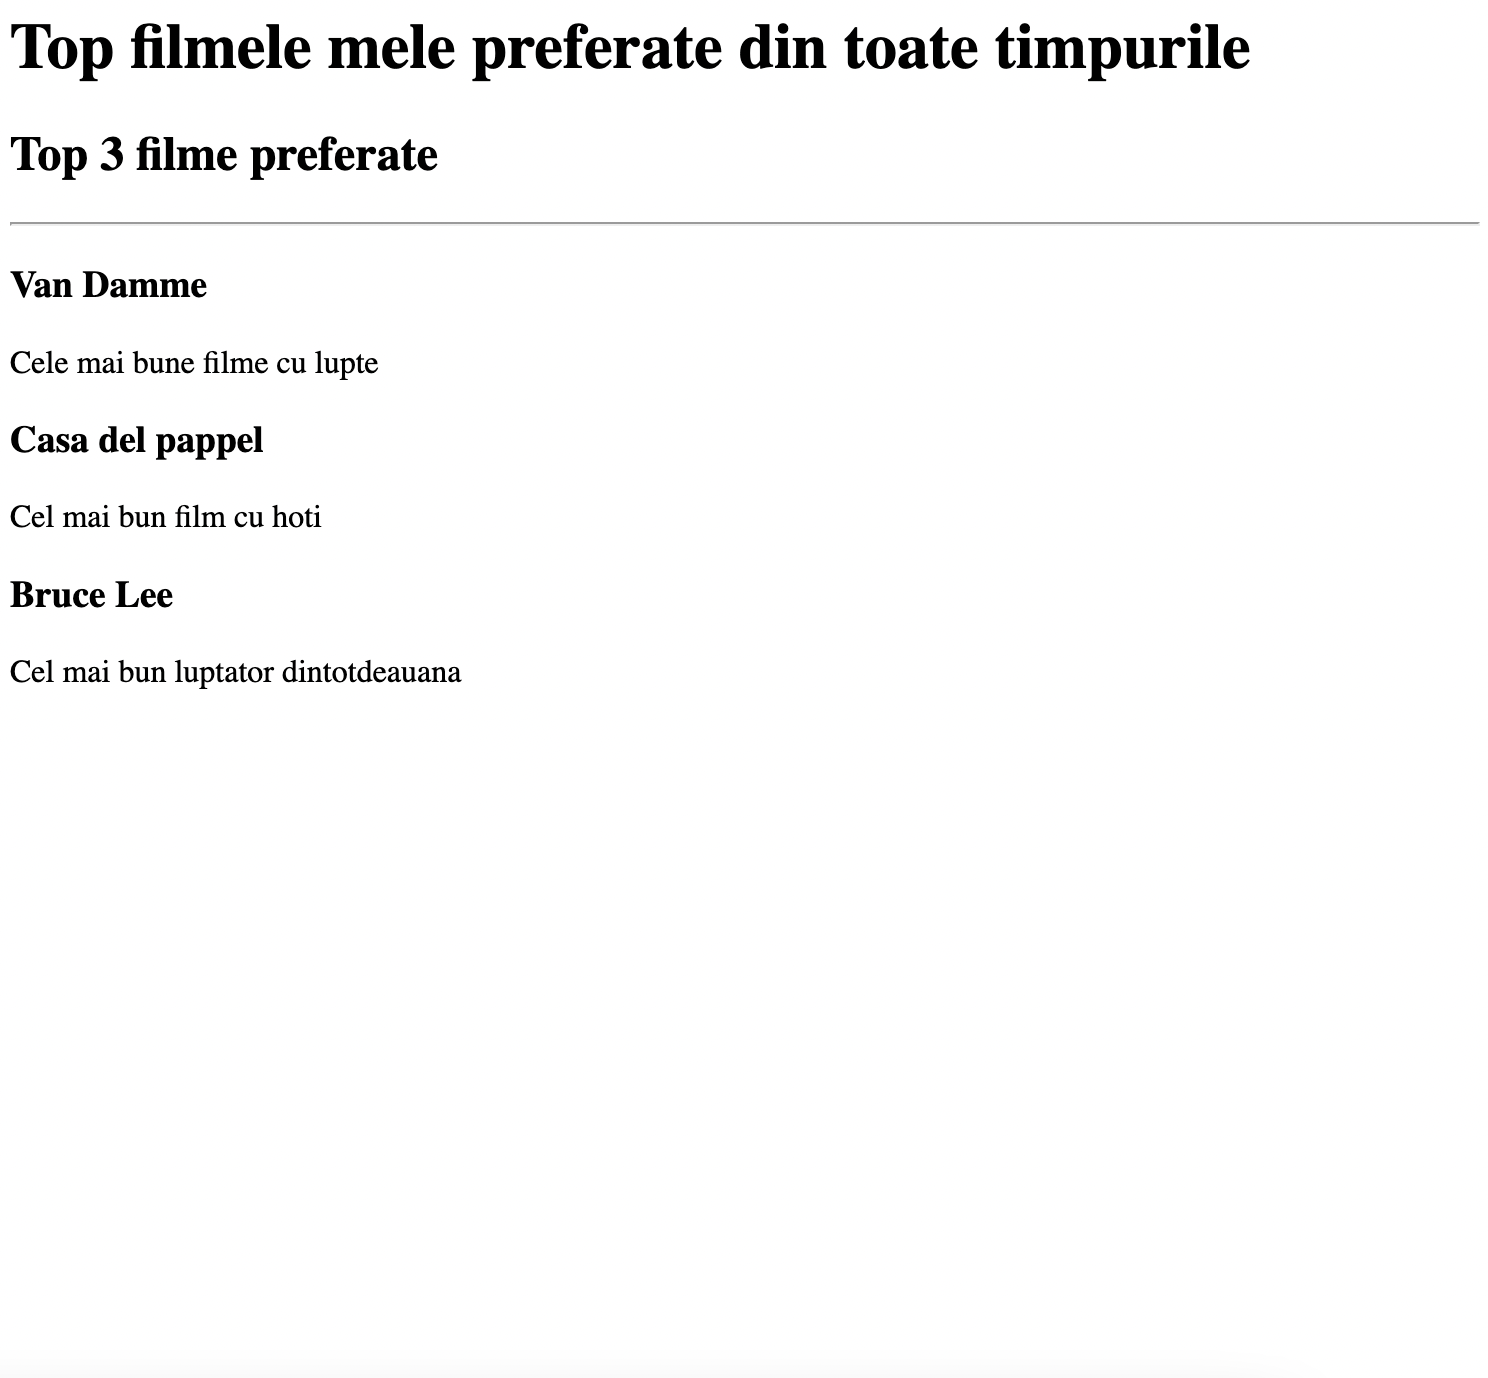 Top filmele mele preferate din toate timpurile
Top 3 filme preferate
Van Damme
Cele mai bune filme cu lupte
Casa del pappel
Cel mai bun film cu hoti
Bruce Lee
Cel mai bun luptator dintotdeauana